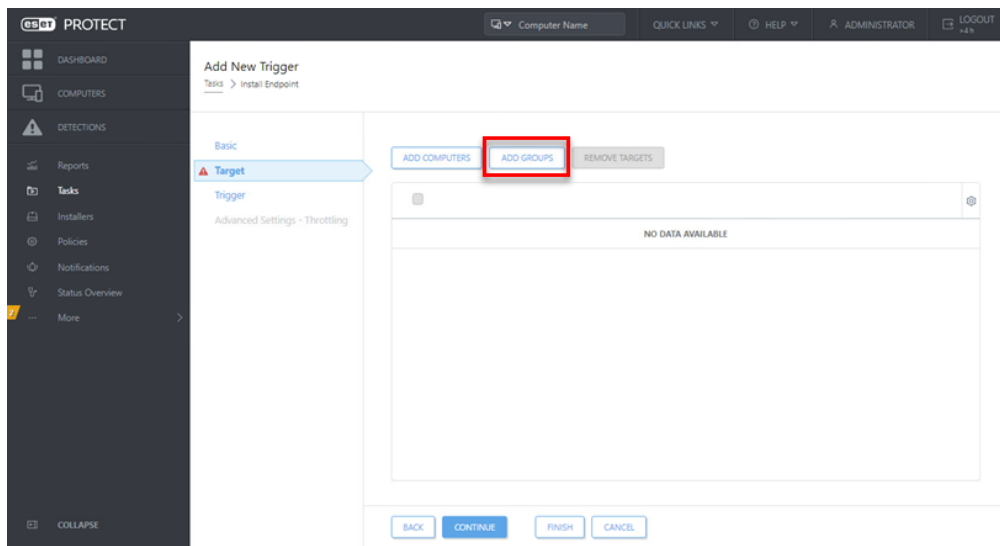 eset PROTECT
Computer Name
QUICK LINKS
HELP
ADMINISTRATOR
LOGOUT
>4 h
DASHBOARD
COMPUTERS
DETECTIONS
Reports
Tasks
Installers
Policies
Notifications
Status Overview
... More
COLLAPSE
Add New Trigger
Tasks > Install Endpoint
Basic
Target
Trigger
Advanced Settings - Throttling
ADD COMPUTERS
ADD GROUPS
REMOVE TARGETS
NO DATA AVAILABLE
BACK
CONTINUE
FINISH
CANCEL